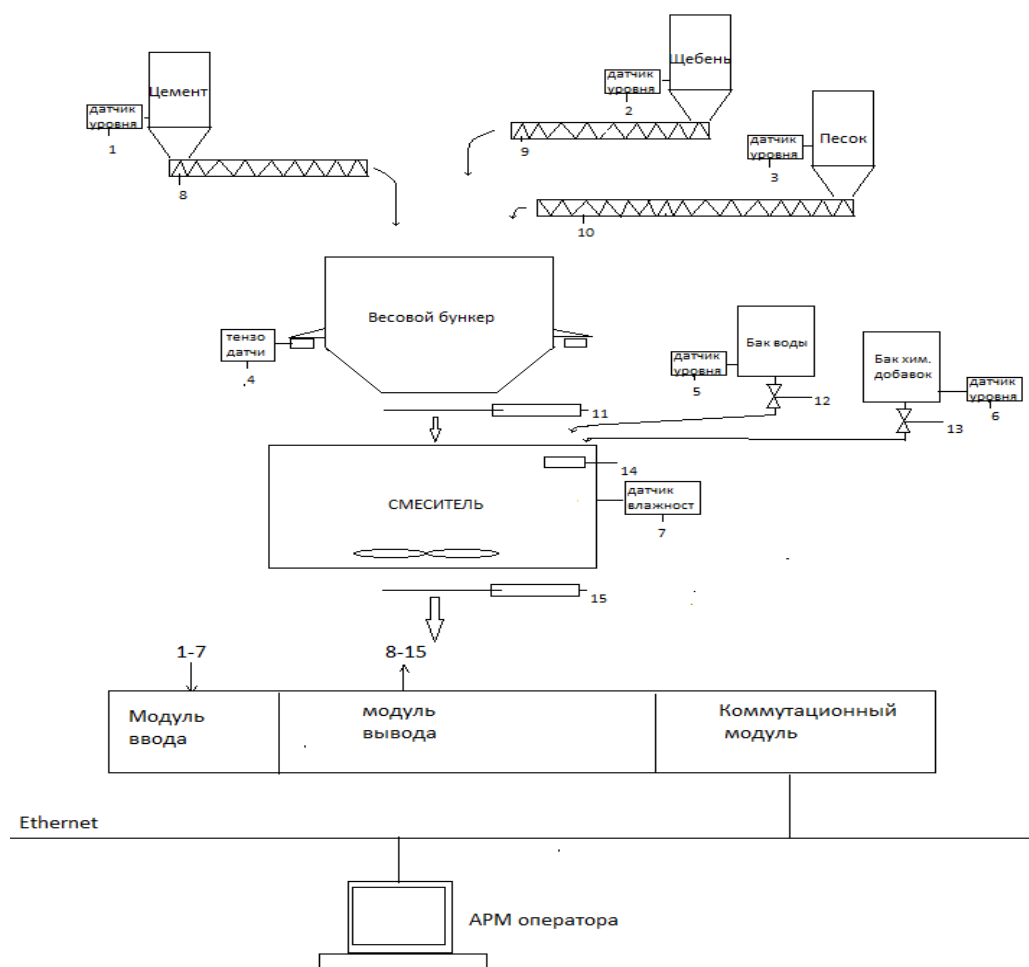 Щебень
датчик
уровня
2
Цемент
датчик
уровня
1
9
Песок
датчик
уровня
3
8
10
Весовой бункер
тензо
датчи
4
Бак воды
датчик
уровня
5
12
Бак хим.
добавок
датчик
уровня
6
13
11
14
СМЕСИТЕЛЬ
датчик
влажност
7
15
1-7
8-15
Модуль
ввода
модуль
вывода
Коммутационный
модуль
Ethernet
АРМ оператора